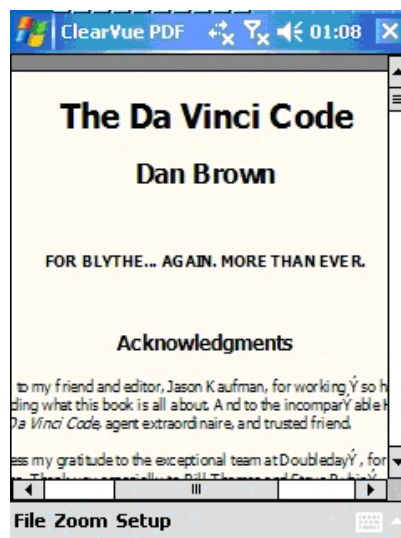 ClearVue PDF 01:08
The Da Vinci Code
Dan Brown
FOR BLYTHE... AGAIN. MORE THAN EVER.
Acknowledgments
to my friend and editor, Jason Kaufman, for working Ÿ so h
ding what this book is all about. And to the incomparŸ able H
Da Vinci Code, agent extraordinaire, and trusted friend.
ess my gratitude to the exceptional team at DoubledayŸ , for
File Zoom Setup